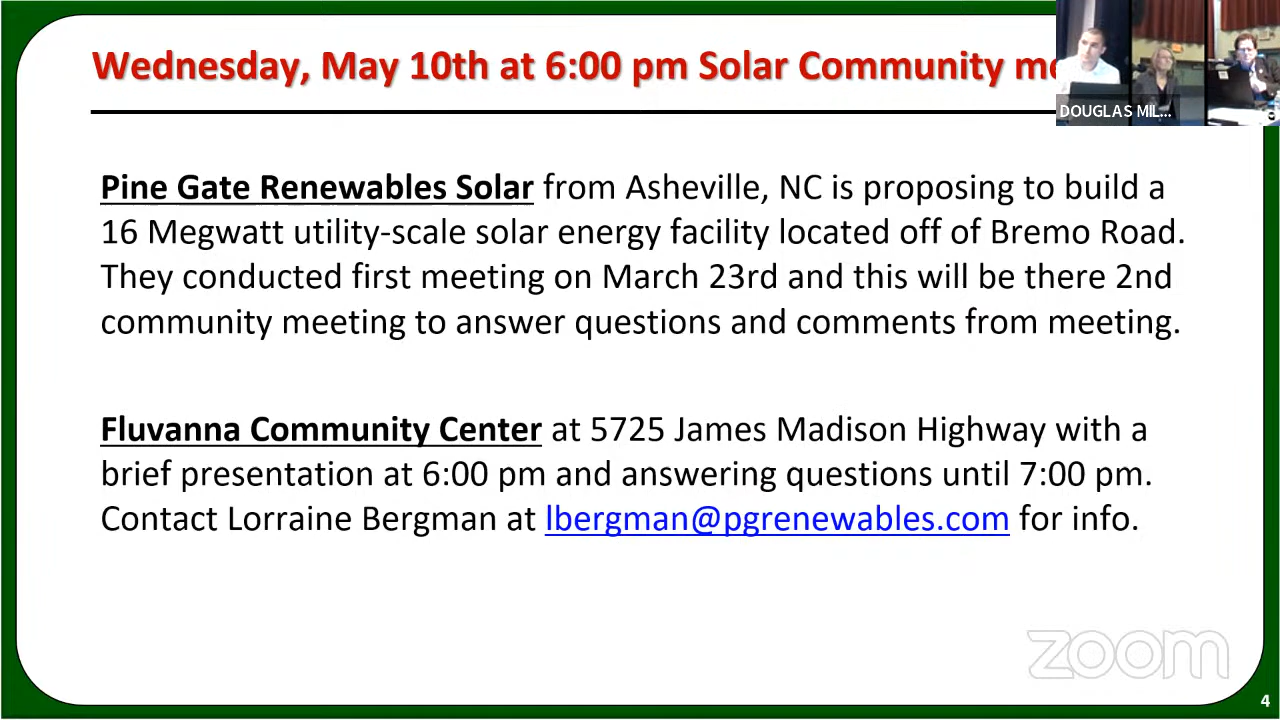 Wednesday, May 10th at 6:00 pm Solar Community
DOUGLAS MIL...
Pine Gate Renewables Solar from Asheville, NC is proposing to build a
16 Megwatt utility-scale solar energy facility located off of Bremo Road.
They conducted first meeting on March 23rd and this will be there 2nd
community meeting to answer questions and comments from meeting.
Fluvanna Community Center at 5725 James Madison Highway with a
brief presentation at 6:00 pm and answering questions until 7:00 pm.
Contact Lorraine Bergman at lbergman@pgrenewables.com for info.
zoom
4